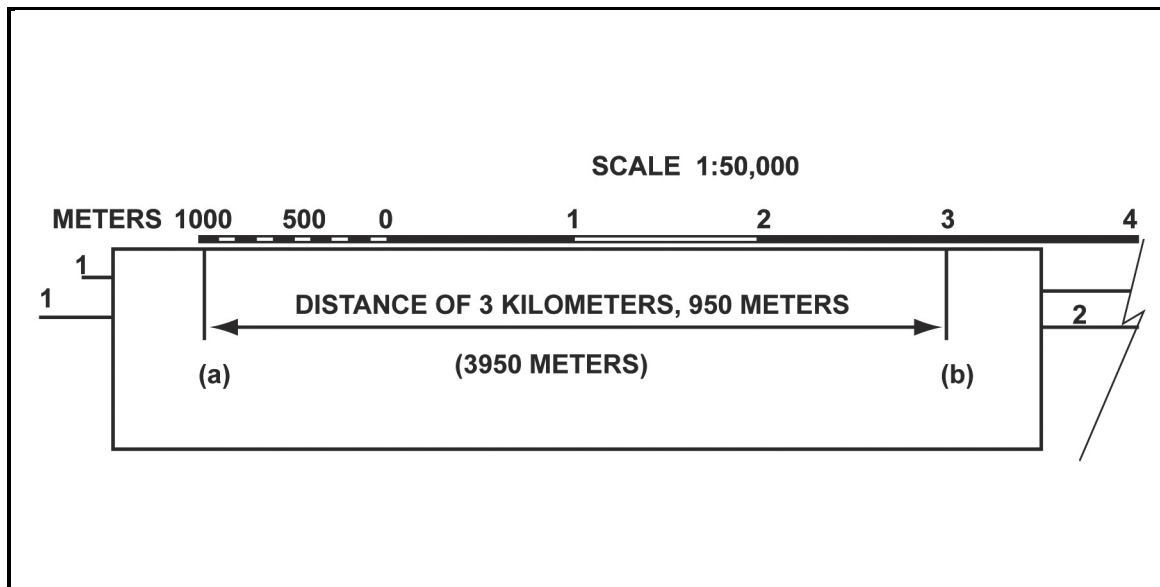 SCALE 1:50,000
METERS 1000 500 0 1 2 3 4
1
1
DISTANCE OF 3 KILOMETERS, 950 METERS
2
(3950 METERS)
(a) (b)